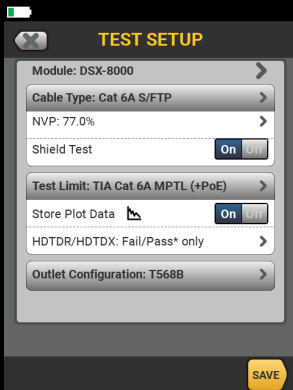 TEST SETUP
Module: DSX-8000
Cable Type: Cat 6A S/FTP
NVP: 77.0%
Shield Test On Off
Test Limit: TIA Cat 6A MPTL (+PoE)
Store Plot Data On Off
HDTDR/HDTDX: Fail/Pass* only
Outlet Configuration: T568B
SAVE